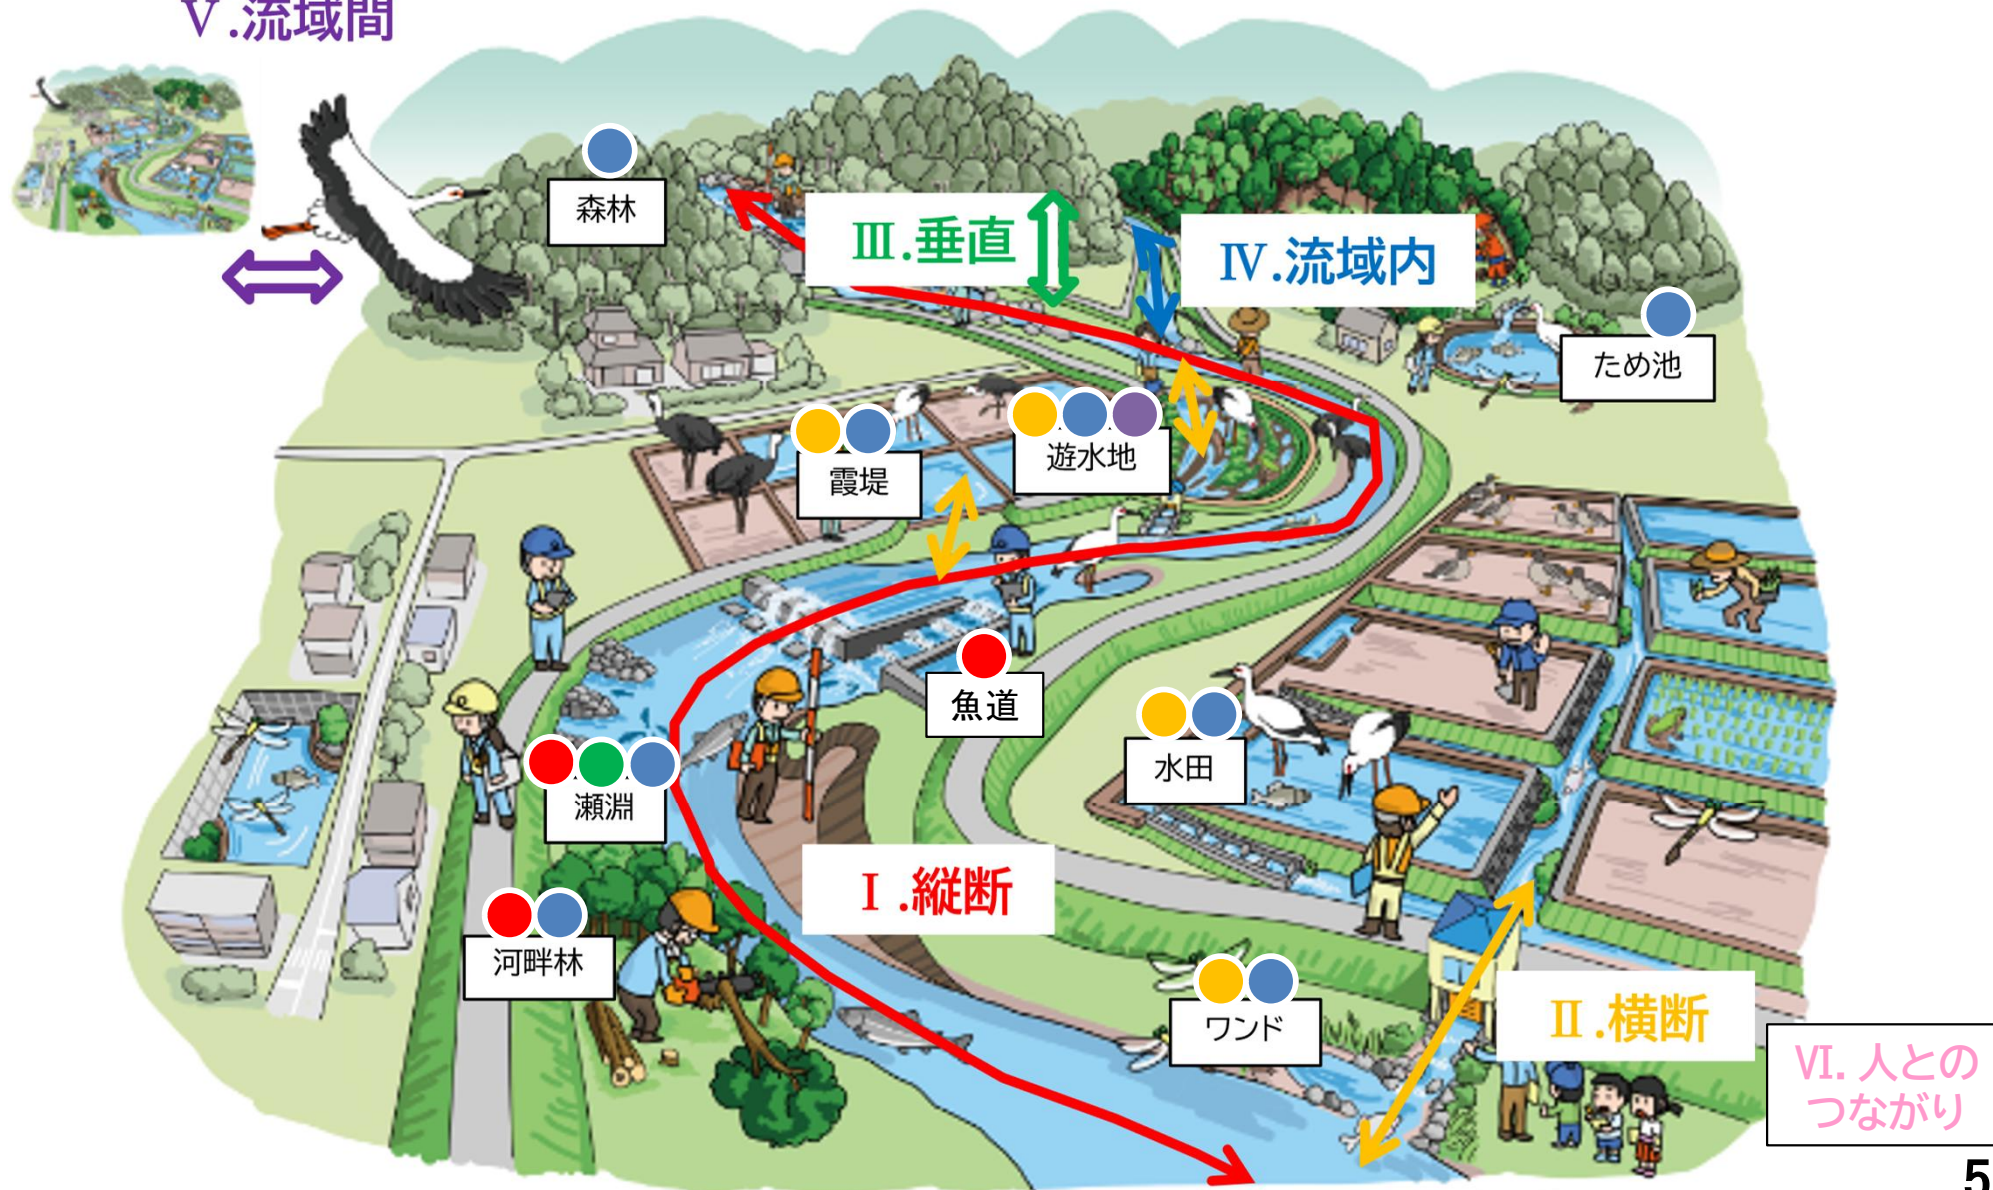 Ⅴ.流域間
森林
Ⅲ.垂直
Ⅳ.流域内
ため池
霞堤
遊水地
魚道
水田
瀬淵
Ⅰ.縦断
河畔林
ワンド
Ⅱ.横断
Ⅵ.人との
つながり
5